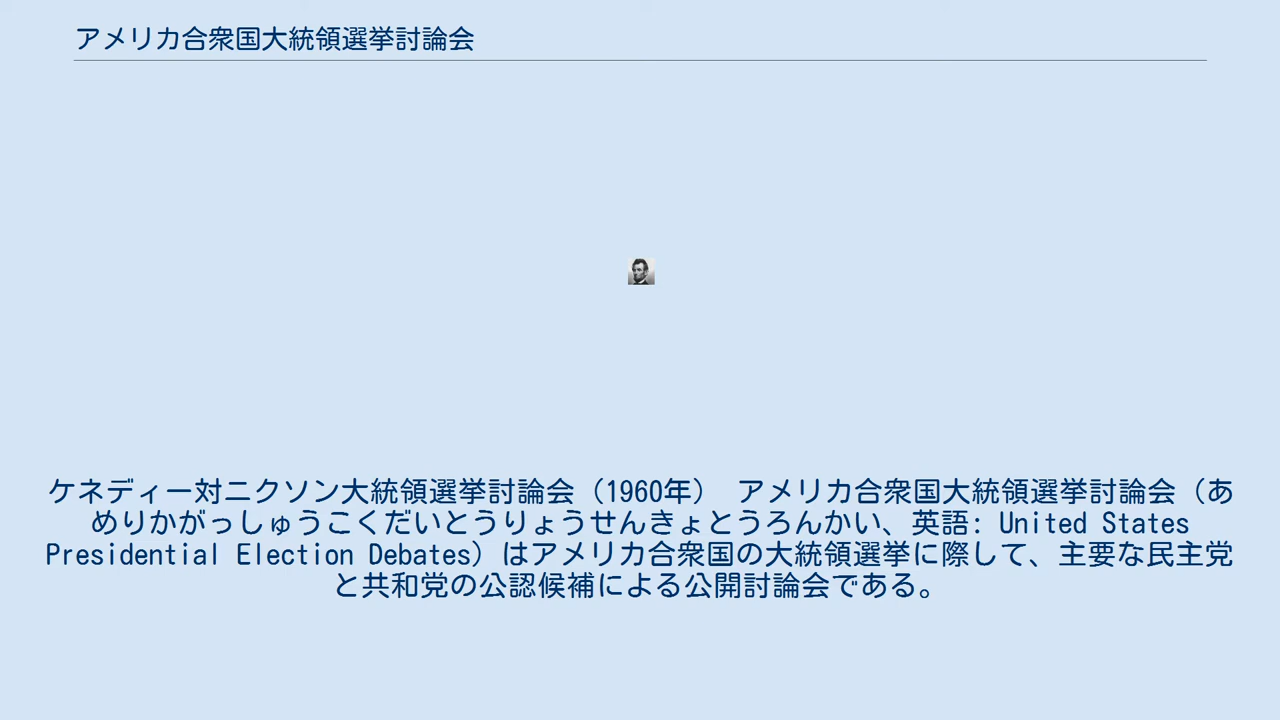 アメリカ合衆国大統領選挙討論会
ケネディー対ニクソン大統領選挙討論会（1960年） アメリカ合衆国大統領選挙討論会（あ
めりかがっしゅうこくだいとうりょうせんきょとうろんかい、英語: United States
Presidential Election Debates）はアメリカ合衆国の大統領選挙に際して、主要な民主党
と共和党の公認候補による公開討論会である。